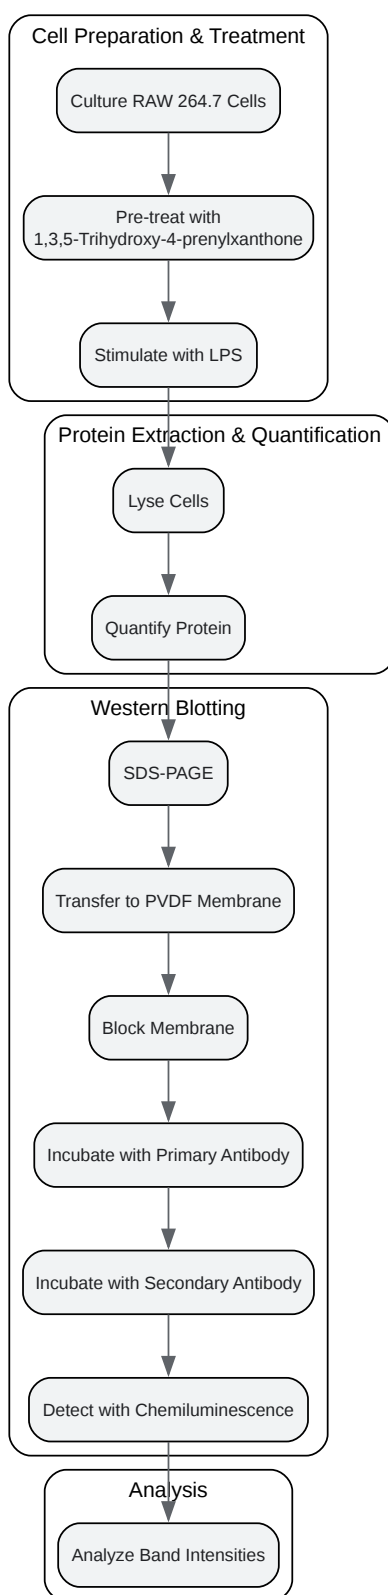 Cell Preparation & Treatment
Culture RAW 264.7 Cells
Pre-treat with
1,3,5-Trihydroxy-4-prenylxanthone
Stimulate with LPS
Protein Extraction & Quantification
Lyse Cells
Quantify Protein
Western Blotting
SDS-PAGE
Transfer to PVDF Membrane
Block Membrane
Incubate with Primary Antibody
Incubate with Secondary Antibody
Detect with Chemiluminescence
Analysis
Analyze Band Intensities